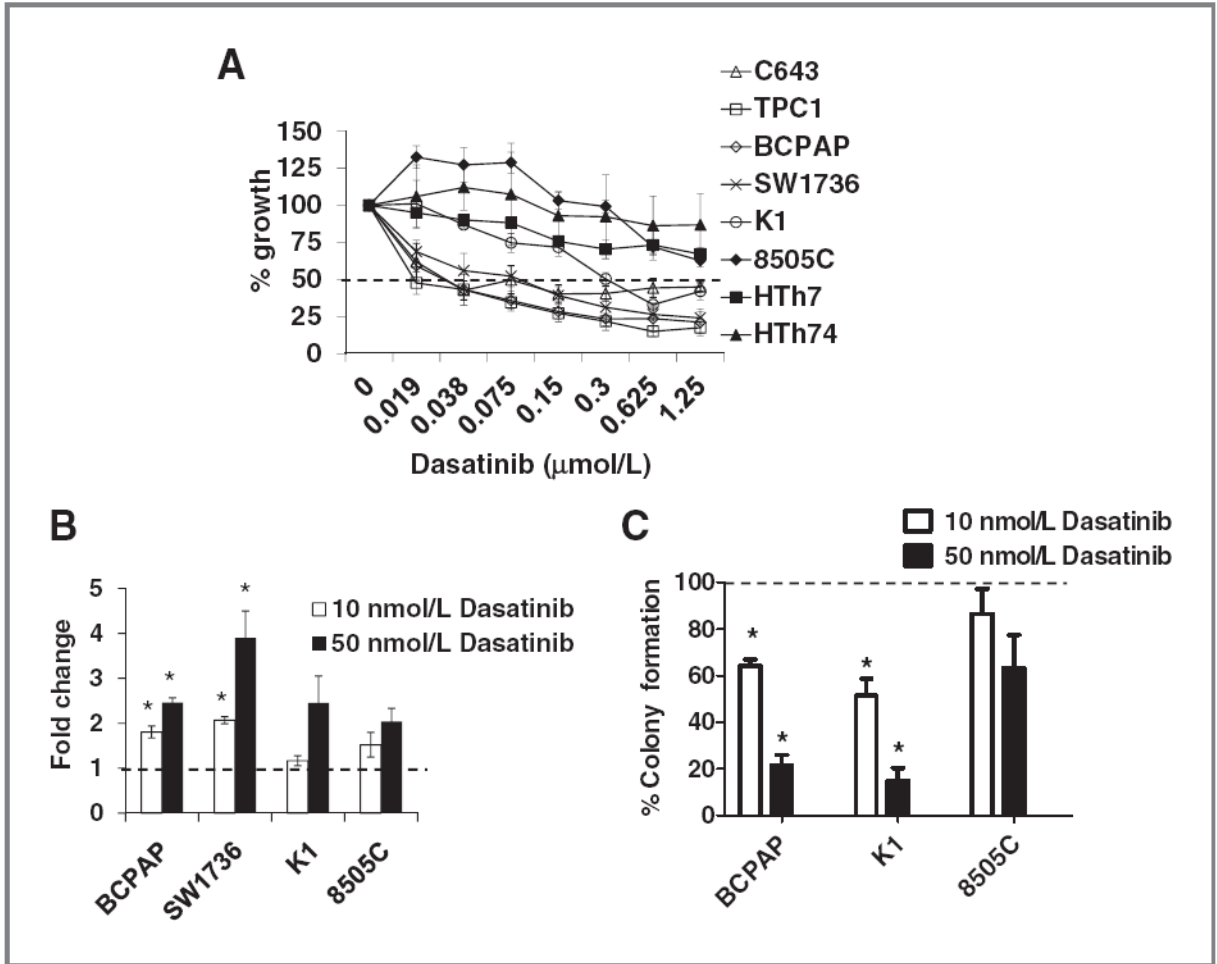 A
C643
TPC1
BCPAP
SW1736
K1
8505C
HTh7
HTh74
% growth
150
125
100
75
50
25
0
0
0.019
0.038
0.075
0.15
0.3
0.625
1.25
Dasatinib (μmol/L)
B
10 nmol/L Dasatinib
50 nmol/L Dasatinib
Fold change
5
4
3
2
1
0
* * * *
BCPAP
SW1736
K1
8505C
C
10 nmol/L Dasatinib
50 nmol/L Dasatinib
% Colony formation
100
80
60
40
20
0
* * * *
BCPAP
K1
8505C